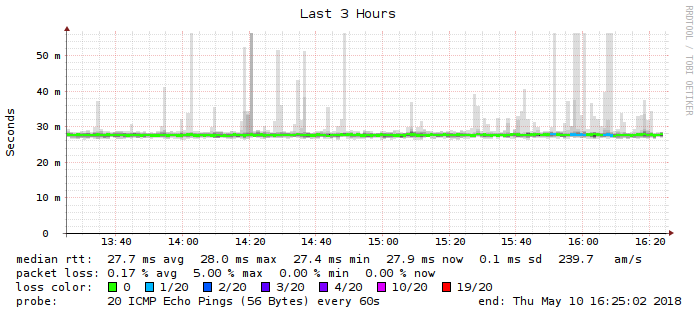 Last 3 Hours
RRDTOOL / TOBI OETIKER
Seconds
50 m
40 m
30 m
20 m
10 m
0
13:40 14:00 14:20 14:40 15:00 15:20 15:40 16:00 16:20
median rtt: 27.7 ms avg 28.0 ms max 27.4 ms min 27.9 ms now 0.1 ms sd 239.7 am/s
packet loss: 0.17 % avg 5.00 % max 0.00 % min 0.00 % now
loss color: 0 1/20 2/20 3/20 4/20 10/20 19/20
probe: 20 ICMP Echo Pings (56 Bytes) every 60s end: Thu May 10 16:25:02 2018